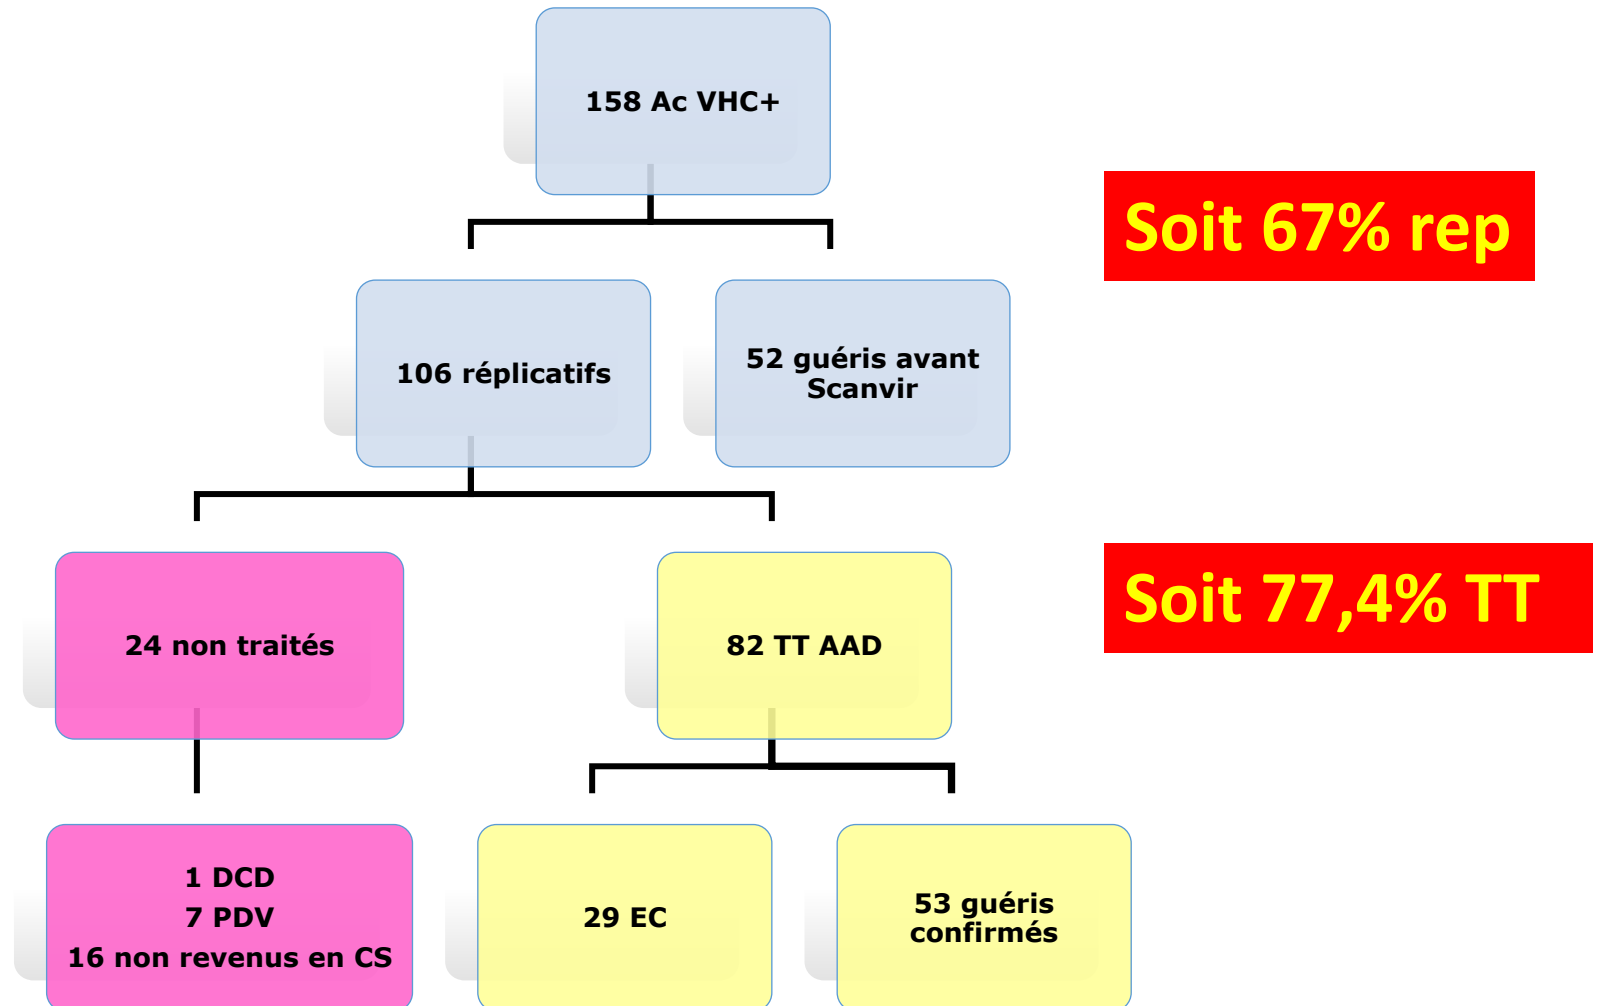 158 Ac VHC+
Soit 67% rep
106 réplicatifs
52 guéris avant
Scanvir
Soit 77,4% TT
24 non traités
82 TT AAD
1 DCD
7 PDV
16 non revenus en CS
29 EC
53 guéris
confirmés